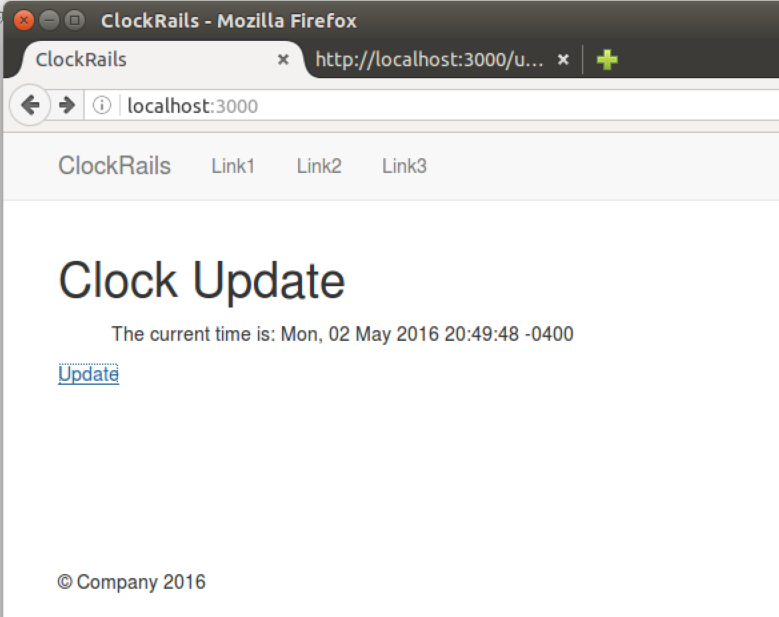 ClockRails - Mozilla Firefox
ClockRails http://localhost:3000/u...
localhost:3000
ClockRails Link1 Link2 Link3
Clock Update
The current time is: Mon, 02 May 2016 20:49:48 -0400
Update
© Company 2016